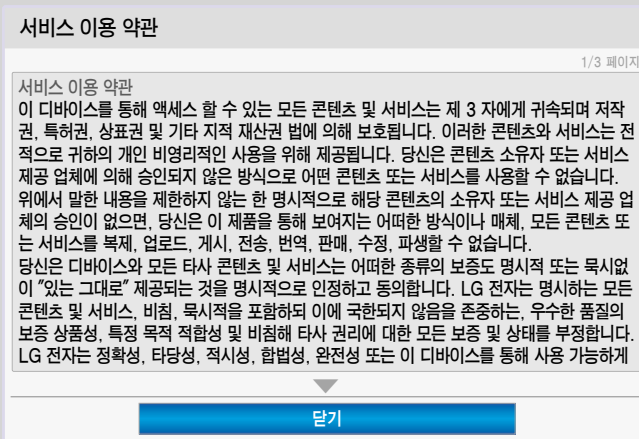 서비스 이용 약관
1/3 페이지
서비스 이용 약관
이 디바이스를 통해 액세스 할 수 있는 모든 콘텐츠 및 서비스는 제 3 자에게 귀속되며 저작
권, 특허권, 상표권 및 기타 지적 재산권 법에 의해 보호됩니다. 이러한 콘텐츠와 서비스는 전
적으로 귀하의 개인 비영리적인 사용을 위해 제공됩니다. 당신은 콘텐츠 소유자 또는 서비스
제공 업체에 의해 승인되지 않은 방식으로 어떤 콘텐츠 또는 서비스를 사용할 수 없습니다.
위에서 말한 내용을 제한하지 않는 한 명시적으로 해당 콘텐츠의 소유자 또는 서비스 제공 업
체의 승인이 없으면, 당신은 이 제품을 통해 보여지는 어떠한 방식이나 매체, 모든 콘텐츠 또
는 서비스를 복제, 업로드, 게시, 전송, 번역, 판매, 수정, 파생할 수 없습니다.
당신은 디바이스와 모든 타사 콘텐츠 및 서비스는 어떠한 종류의 보증도 명시적 또는 묵시없
이 "있는 그대로" 제공되는 것을 명시적으로 인정하고 동의합니다. LG 전자는 명시하는 모든
콘텐츠 및 서비스, 비침, 묵시적을 포함하되 이에 국한되지 않음을 존중하는, 우수한 품질의
보증 상품성, 특정 목적 적합성 및 비침해 타사 권리에 대한 모든 보증 및 상태를 부정합니다.
LG 전자는 정확성, 타당성, 적시성, 합법성, 완전성 또는 이 디바이스를 통해 사용 가능하게
닫기